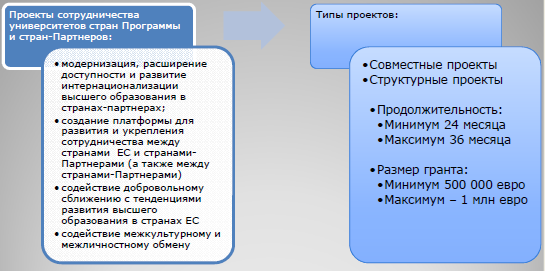 Проекты сотрудничества
университетов стран Программы
и стран-Партнеров:
• модернизация, расширение
доступности и развитие
интернационализации
высшего образования в
странах-партнерах;
• создание платформы для
развития и укрепления
сотрудничества между
странами ЕС и странами-
Партнерами (а также между
странами-Партнерами)
• содействие добровольному
сближению с тенденциями
развития высшего
образования в странах ЕС
• содействие межкультурному и
межличностному обмену
Типы проектов:
• Совместные проекты
• Структурные проекты
• Продолжительность:
• Минимум 24 месяца
• Максимум 36 месяца
• Размер гранта:
• Минимум 500 000 евро
• Максимум – 1 млн евро